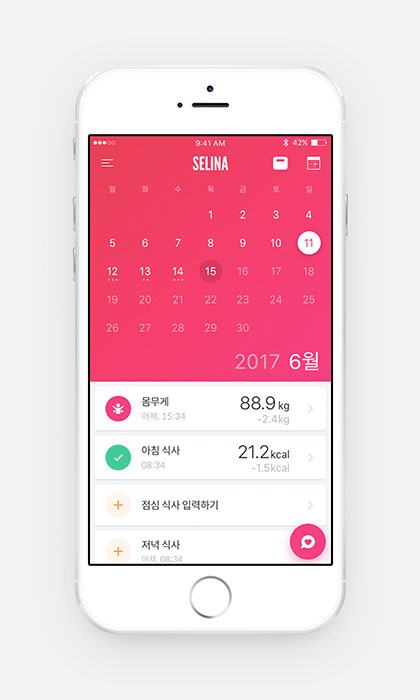 9:41 AM 42%
SELINA
월 화 수 목 금 토 일
1 2 3 4
5 6 7 8 9 10 11
12 13 14 15 16 17 18
19 20 21 22 23 24 25
26 27 28 29 30
2017 6월
몸무게 88.9 kg
어제, 15:34 -2.4kg
아침 식사 21.2 kcal
08:34 -1.5kcal
점심 식사 입력하기
저녁 식사
어제, 08:34